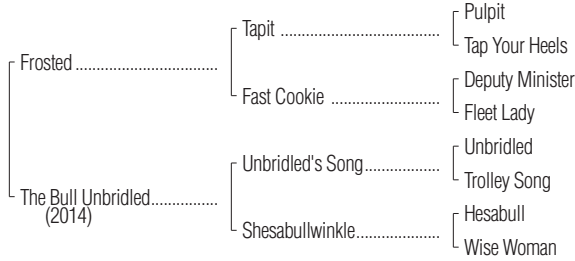 Pulpit
Tapit ........................................
Tap Your Heels
Frosted ....................................
Deputy Minister
Fast Cookie ...........................
Fleet Lady
Unbridled
Unbridled's Song...................
Trolley Song
The Bull Unbridled................
(2014)
Hesabull
Shesabullwinkle.....................
Wise Woman